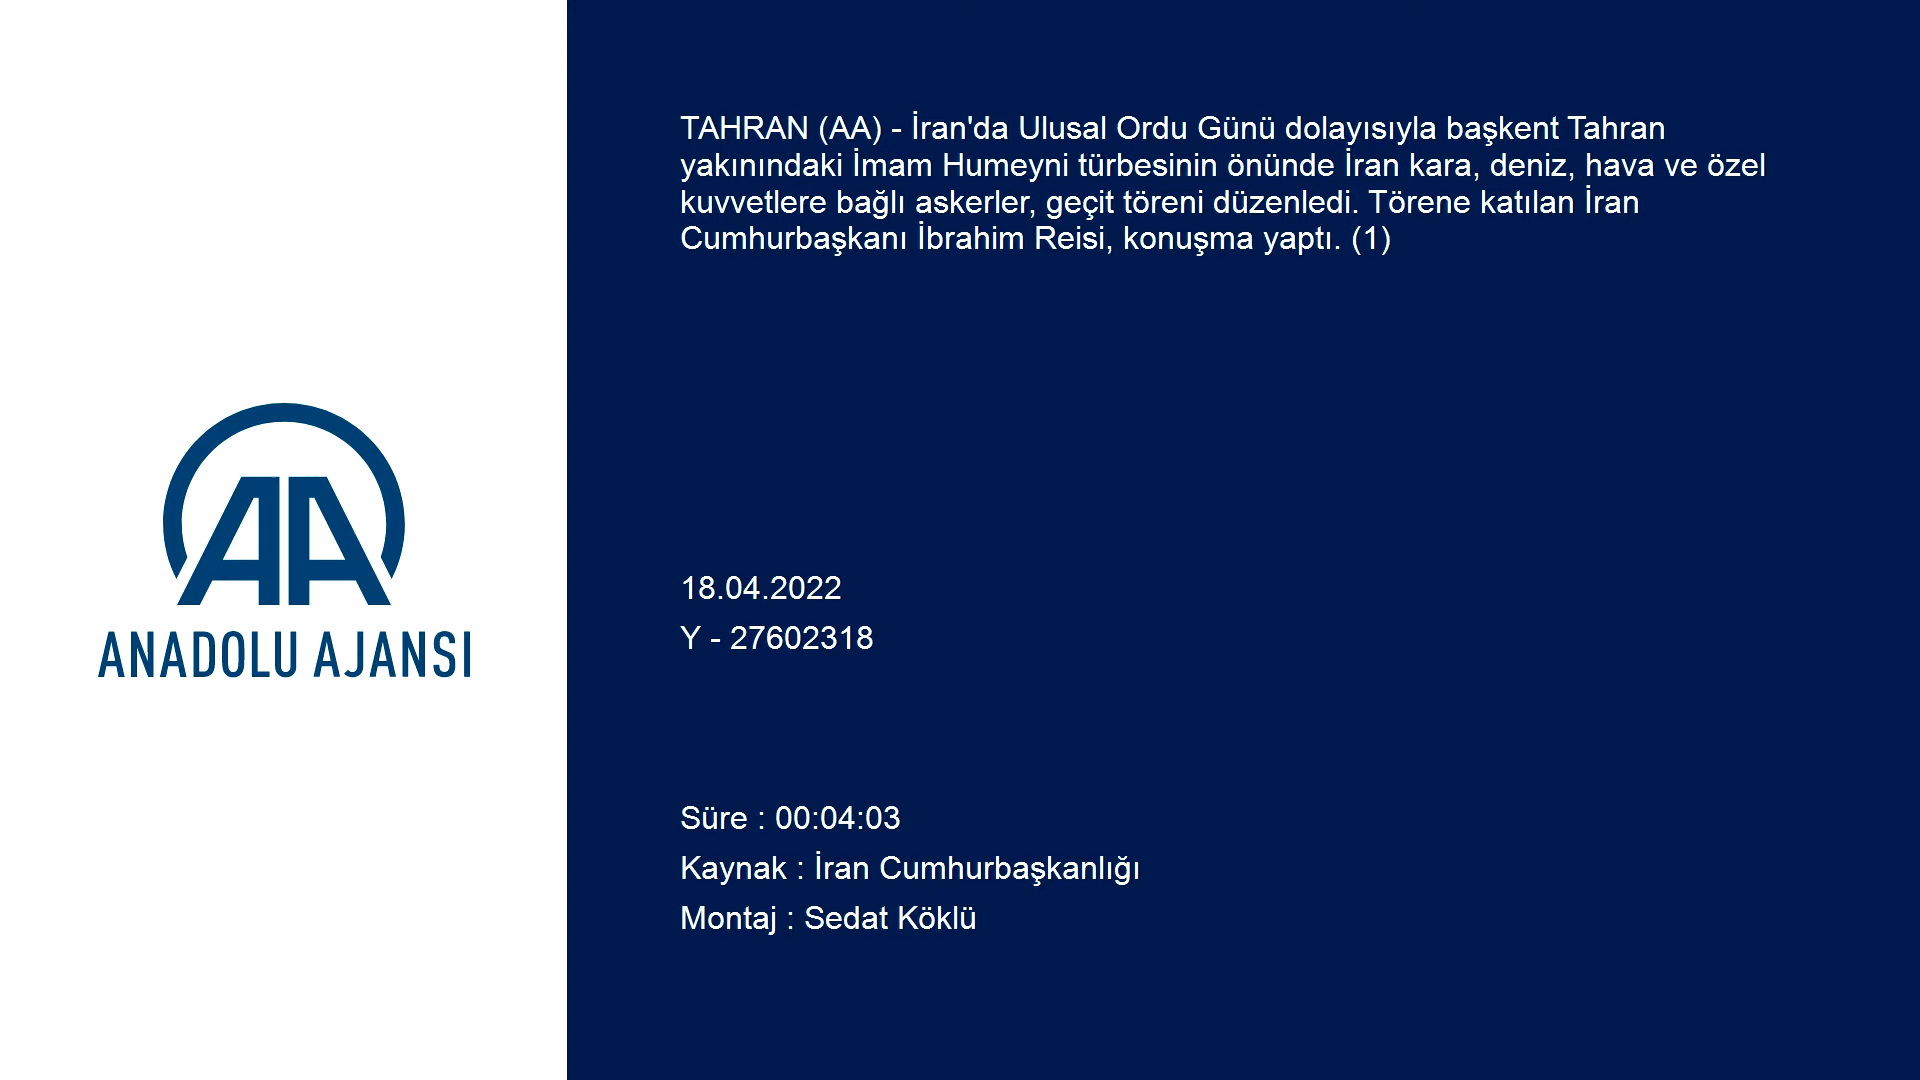 TAHRAN (AA) - İran'da Ulusal Ordu Günü dolayısıyla başkent Tahran
yakınındaki İmam Humeyni türbesinin önünde İran kara, deniz, hava ve özel
kuvvetlere bağlı askerler, geçit töreni düzenledi. Törene katılan İran
Cumhurbaşkanı İbrahim Reisi, konuşma yaptı. (1)
AA
ANADOLU AJANSI
18.04.2022
Y - 27602318
Süre : 00:04:03
Kaynak : İran Cumhurbaşkanlığı
Montaj : Sedat Köklü